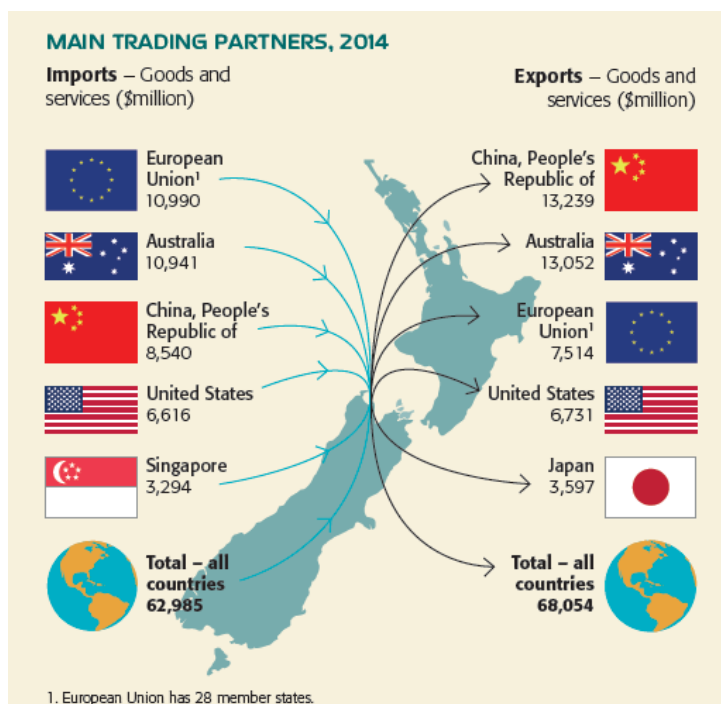 MAIN TRADING PARTNERS, 2014
Imports – Goods and
services ($million)
European
Union¹
10,990
Australia
10,941
China, People's
Republic of
8,540
United States
6,616
Singapore
3,294
Total – all
countries
62,985
Exports – Goods and
services ($million)
China, People's
Republic of
13,239
Australia
13,052
European
Union¹
7,514
United States
6,731
Japan
3,597
Total – all
countries
68,054
1. European Union has 28 member states.